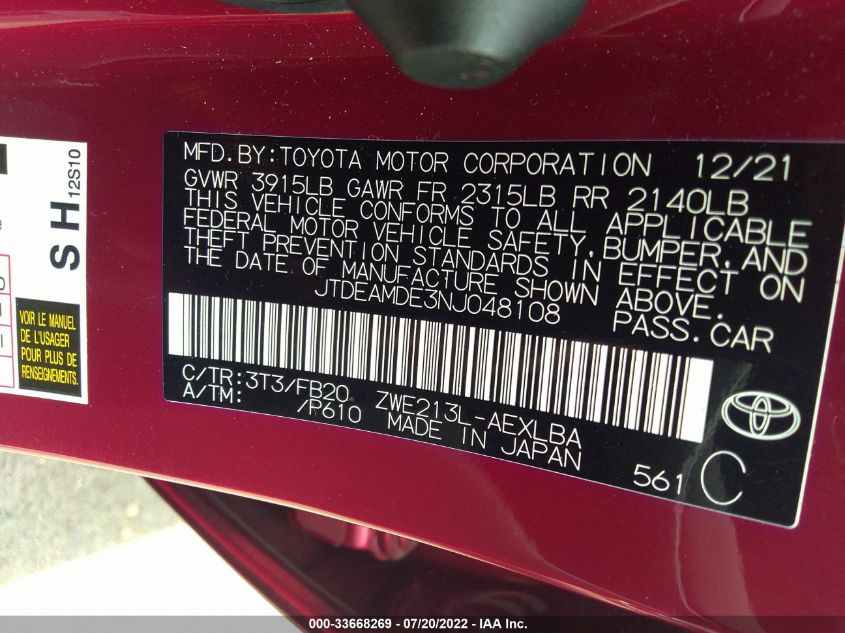 MFD.BY:TOYOTA MOTOR CORPORATION 12/21
GVWR 3915LB GAWR FR 2315LB RR 2140LB
THIS VEHICLE CONFORMS TO ALL APPLICABLE
FEDERAL MOTOR VEHICLE SAFETY,BUMPER,AND
THEFT PREVENTION STANDARDS IN EFFECT ON
THE DATE OF MANUFACTURE SHOWN ABOVE.
JTDEAMDE3NJ048108 PASS.CAR
C/TR:3T3/FB20 ZWE213L-AEXLBA
A/TM: /P610 MADE IN JAPAN
561 C
SH 12S10
VOIR LE MANUEL
DE L'USAGER
POUR PLUS DE
RENSEIGNEMENTS
000-33668269 | 07/20/2022 | IAA Inc.